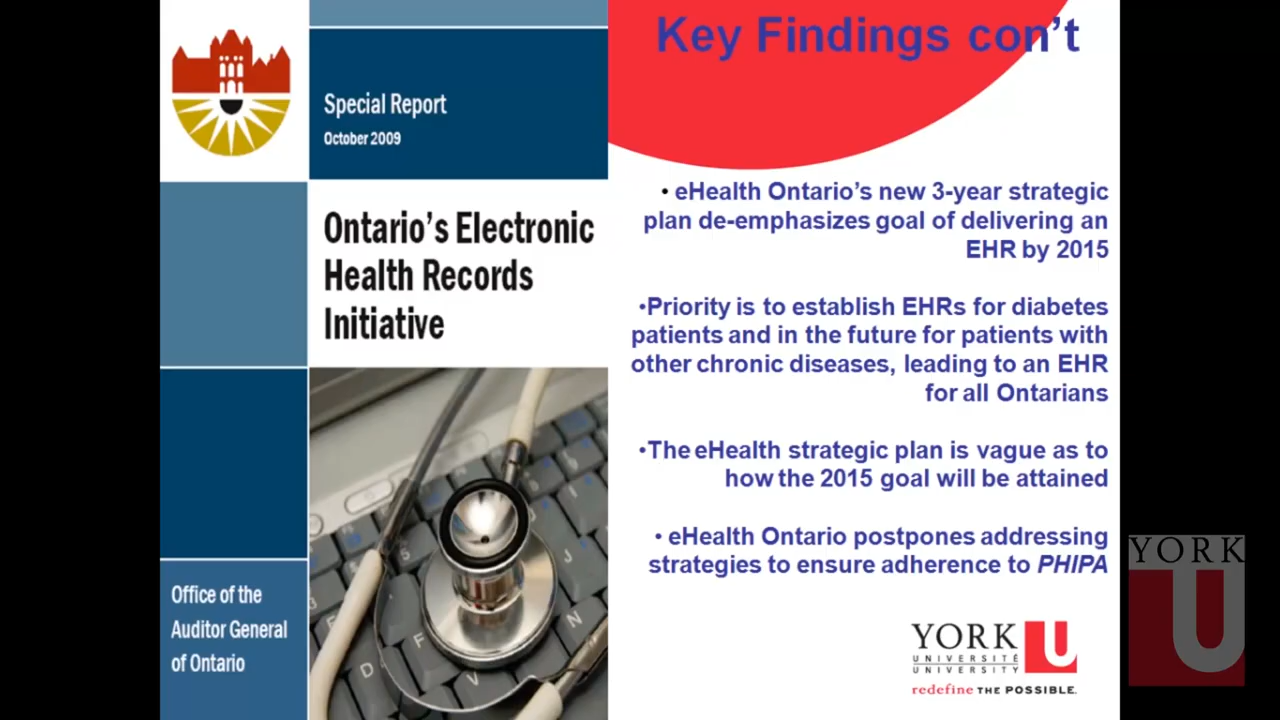 Special Report
October 2009
Ontario's Electronic
Health Records
Initiative
Office of the
Auditor General
of Ontario
Key Findings con't
• eHealth Ontario's new 3-year strategic
plan de-emphasizes goal of delivering an
EHR by 2015
•Priority is to establish EHRs for diabetes
patients and in the future for patients with
other chronic diseases, leading to an EHR
for all Ontarians
•The eHealth strategic plan is vague as to
how the 2015 goal will be attained
• eHealth Ontario postpones addressing
strategies to ensure adherence to PHIPA
YORK U
UNIVERSITÉ
UNIVERSITY
redefine THE POSSIBLE.
YORK
U